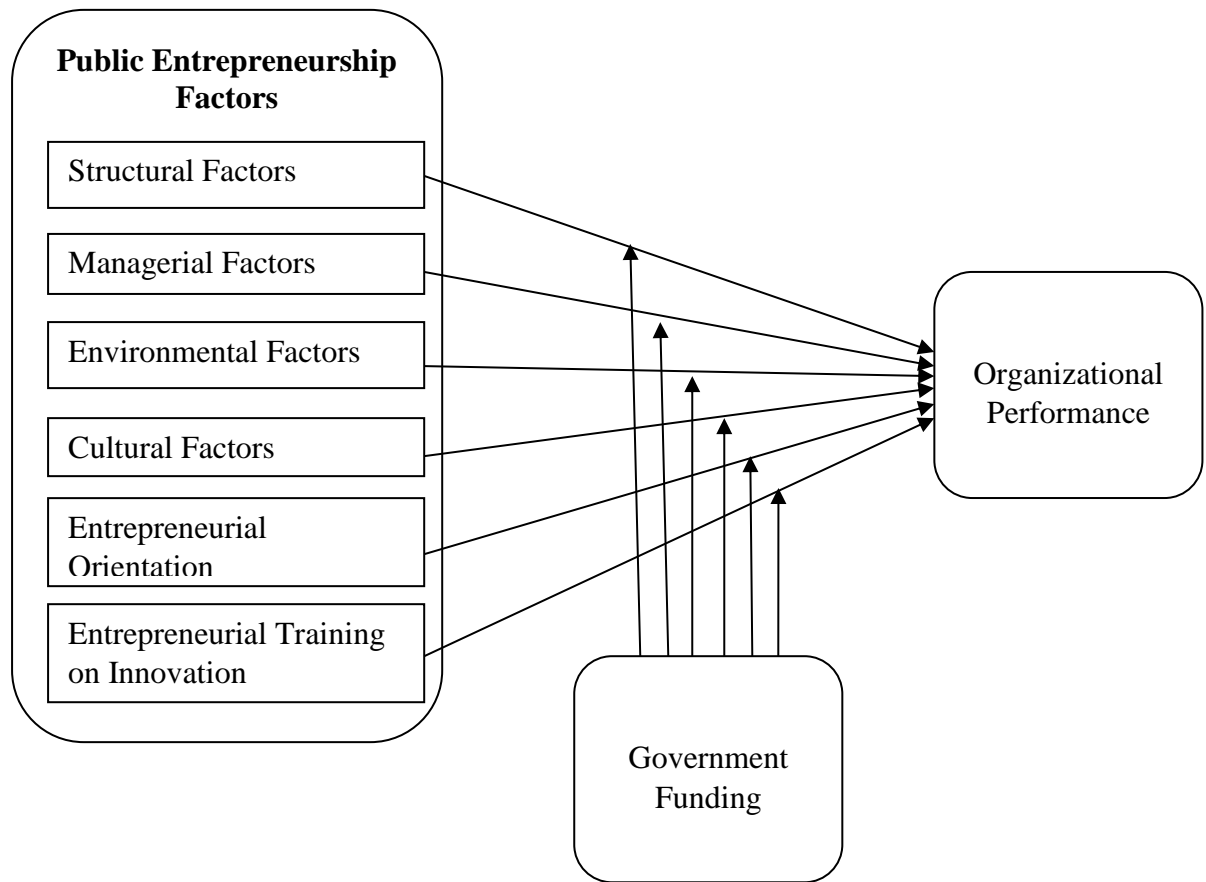 Public Entrepreneurship
Factors
Structural Factors
Managerial Factors
Environmental Factors
Cultural Factors
Entrepreneurial
Orientation
Entrepreneurial Training
on Innovation
Organizational
Performance
Government
Funding